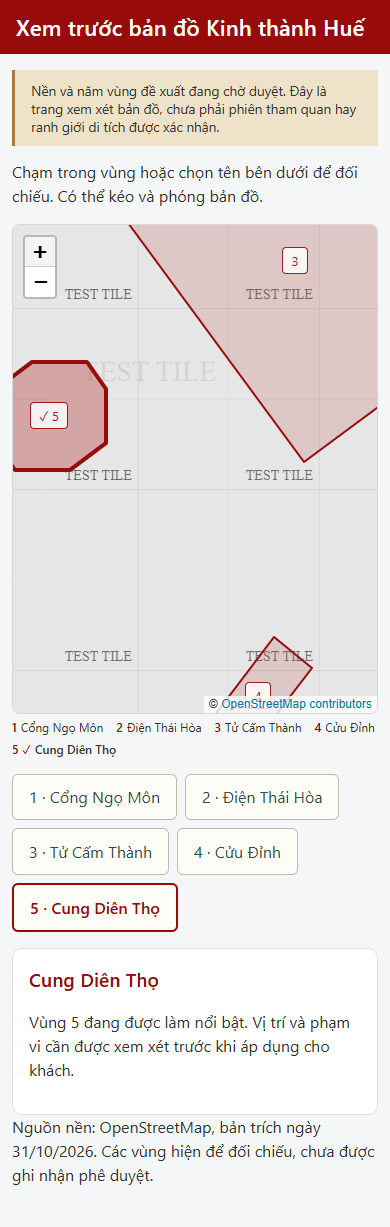 Xem trước bản đồ Kinh thành Huế
Nền và năm vùng đề xuất đang chờ duyệt. Đây là
trang xem xét bản đồ, chưa phải phiên tham quan hay
ranh giới di tích được xác nhận.
Chạm trong vùng hoặc chọn tên bên dưới để đối
chiếu. Có thể kéo và phóng bản đồ.
+
−
3
TEST TILE TEST TILE
TEST TILE
✓ 5
TEST TILE TEST TILE
TEST TILE TEST TILE
4
© OpenStreetMap contributors
1 Cổng Ngọ Môn 2 Điện Thái Hòa 3 Tử Cấm Thành 4 Cửu Đỉnh
5 ✓ Cung Diên Thọ
1 · Cổng Ngọ Môn 2 · Điện Thái Hòa
3 · Tử Cấm Thành 4 · Cửu Đỉnh
5 · Cung Diên Thọ
Cung Diên Thọ
Vùng 5 đang được làm nổi bật. Vị trí và phạm
vi cần được xem xét trước khi áp dụng cho
khách.
Nguồn nền: OpenStreetMap, bản trích ngày
31/10/2026. Các vùng hiện để đối chiếu, chưa được
ghi nhận phê duyệt.